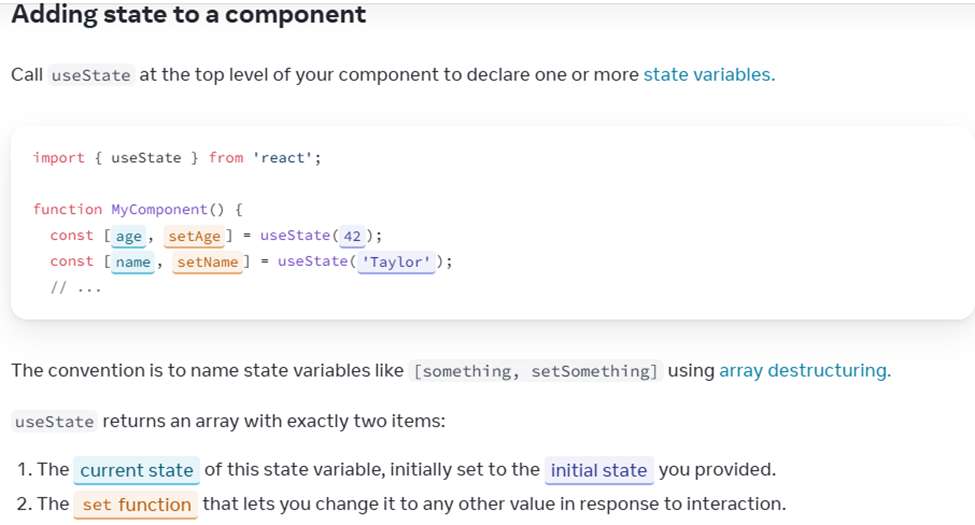 Adding state to a component
Call useState at the top level of your component to declare one or more state variables.
import { useState } from 'react';
function MyComponent() {
const [age, setAge] = useState(42);
const [name, setName] = useState('Taylor');
// ...
The convention is to name state variables like [something, setSomething] using array destructuring.
useState returns an array with exactly two items:
1. The current state of this state variable, initially set to the initial state you provided.
2. The set function that lets you change it to any other value in response to interaction.